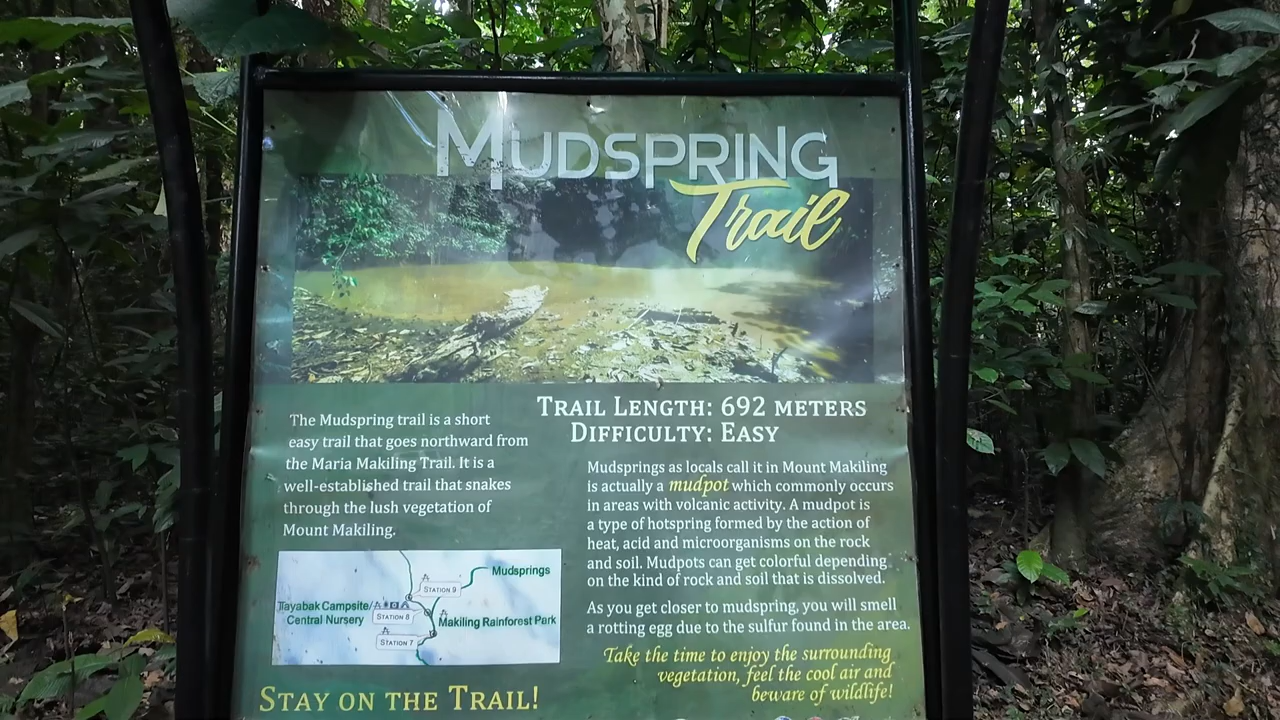 MUDSPRING
Trail
TRAIL LENGTH: 692 METERS
DIFFICULTY: EASY
The Mudspring trail is a short
easy trail that goes northward from
the Maria Makiling Trail. It is a
well-established trail that snakes
through the lush vegetation of
Mount Makiling.
Mudsprings as locals call it in Mount Makiling
is actually a mudpot which commonly occurs
in areas with volcanic activity. A mudpot is
a type of hotspring formed by the action of
heat, acid and microorganisms on the rock
and soil. Mudpots can get colorful depending
on the kind of rock and soil that is dissolved.
As you get closer to mudspring, you will smell
a rotting egg due to the sulfur found in the area.
Take the time to enjoy the surrounding
vegetation, feel the cool air and
beware of wildlife!
Mudsprings
STATION 9
Tayabak Campsite/
Central Nursery
STATION 8
Makiling Rainforest Park
STATION 7
STAY ON THE TRAIL!